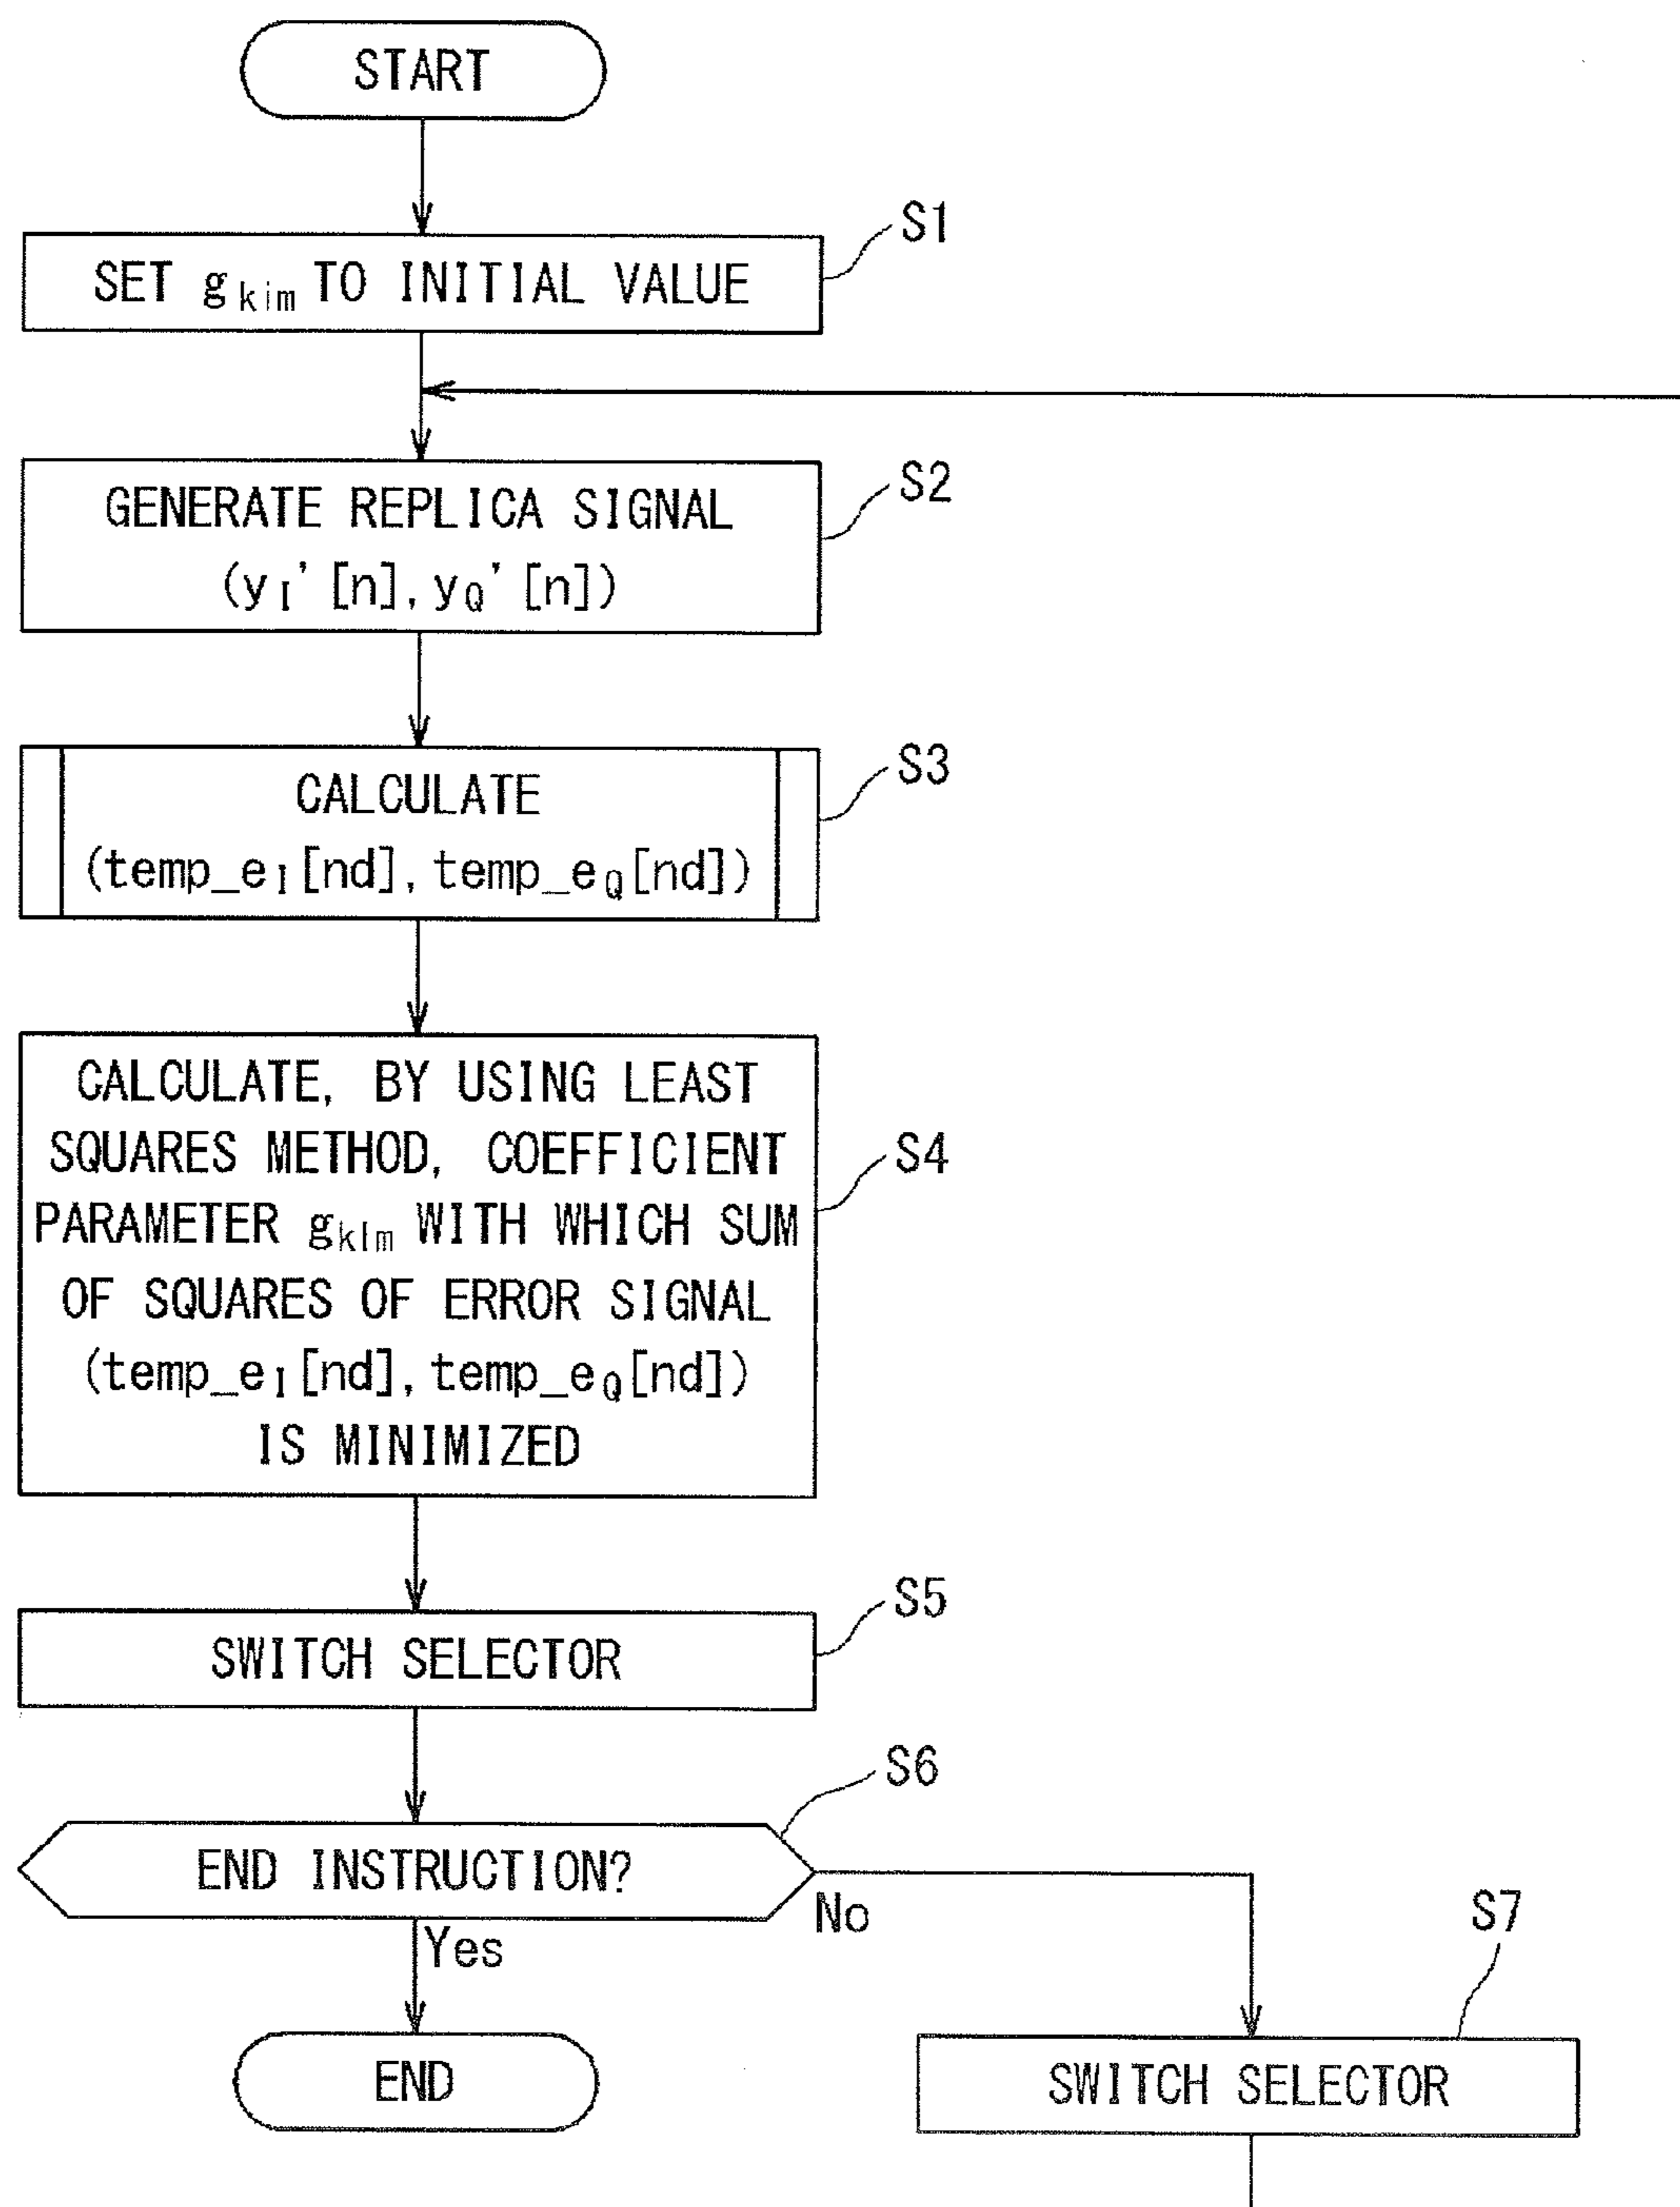 START
S1
SET g_klm TO INITIAL VALUE
S2
GENERATE REPLICA SIGNAL
(y_I'[n], y_Q'[n])
S3
CALCULATE
(temp_e_I[nd], temp_e_Q[nd])
CALCULATE, BY USING LEAST
SQUARES METHOD, COEFFICIENT
S4
PARAMETER g_klm WITH WHICH SUM
OF SQUARES OF ERROR SIGNAL
(temp_e_I[nd], temp_e_Q[nd])
IS MINIMIZED
S5
SWITCH SELECTOR
S6
END INSTRUCTION?
No
Yes
S7
END
SWITCH SELECTOR